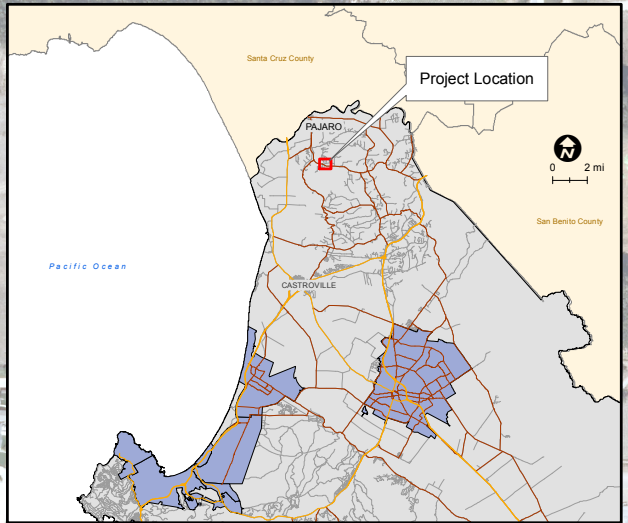 Santa Cruz County
Project Location
PAJARO
N
0 2 mi
San Benito County
Pacific Ocean
CASTROVILLE